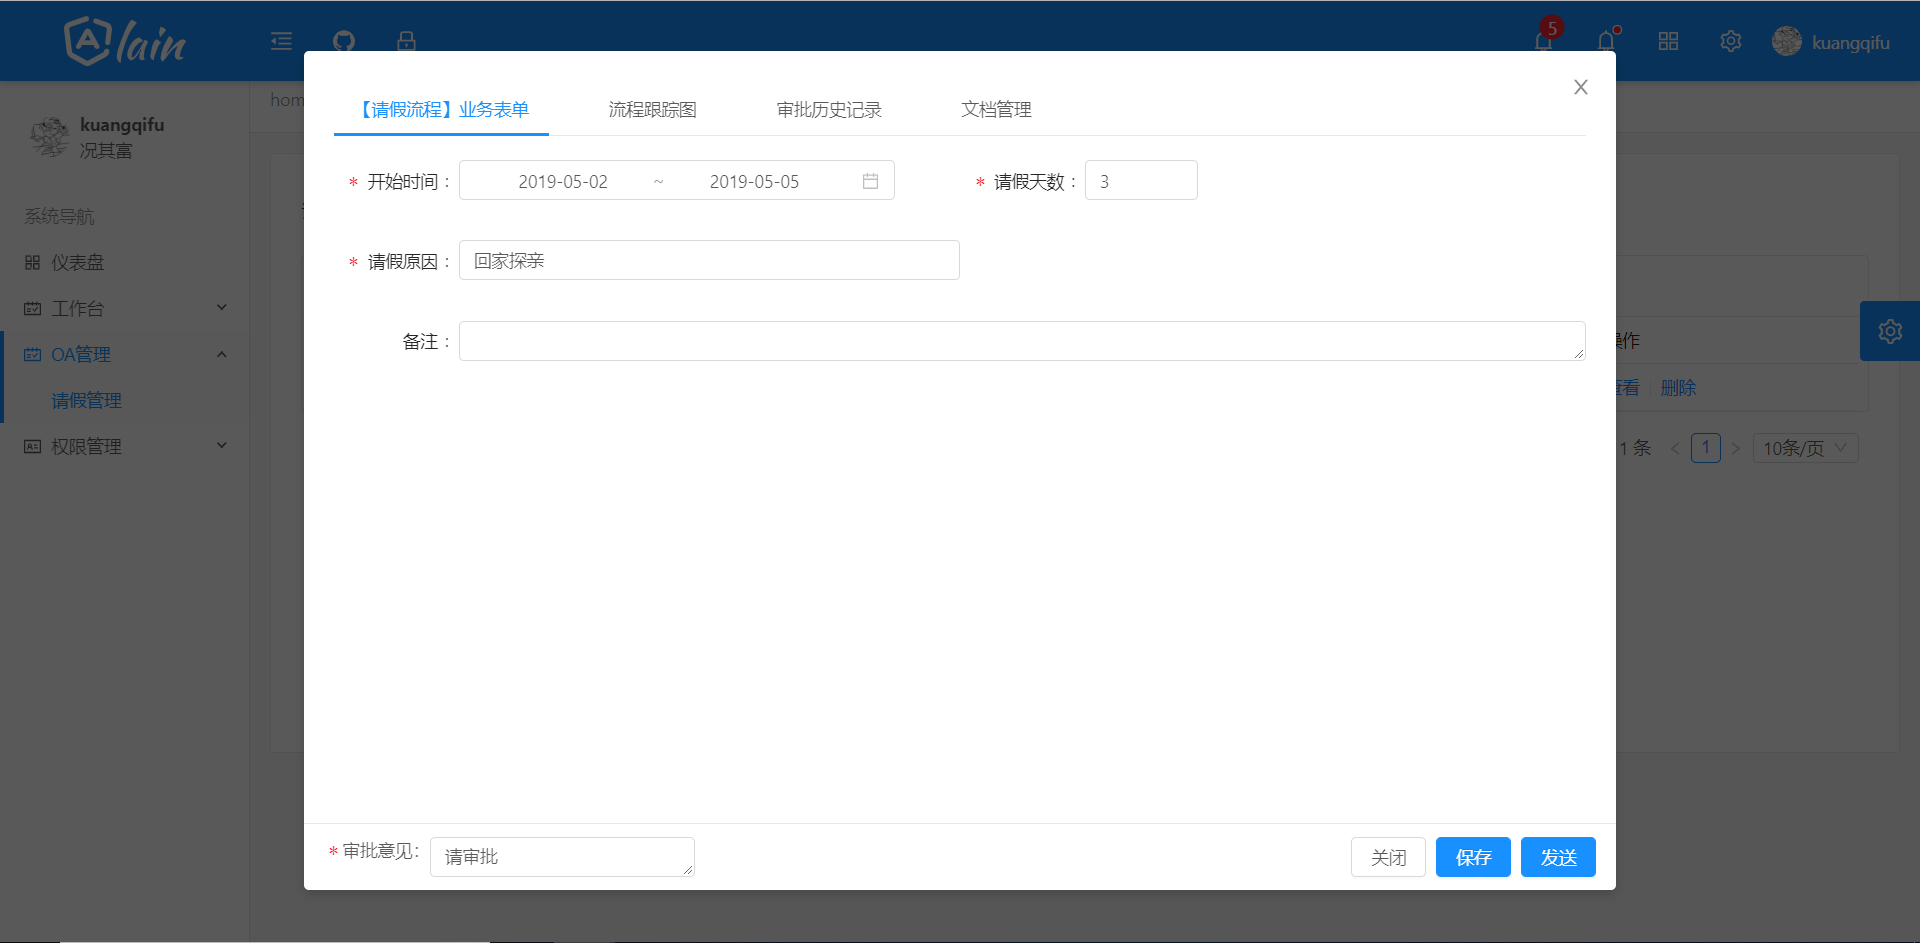 Alain
5
kuangqifu
hom
kuangqifu
况其富
系统导航
仪表盘
工作台
OA管理
请假管理
权限管理
【请假流程】业务表单
流程跟踪图
审批历史记录
文档管理
* 开始时间 : 2019-05-02 ~ 2019-05-05
* 请假天数 : 3
* 请假原因 : 回家探亲
备注 :
操作
查看 删除
1 条 < 1 > 10条/页
* 审批意见: 请审批
关闭 保存 发送